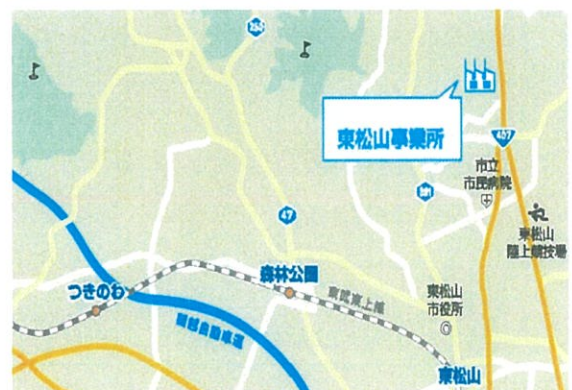 東松山事業所
407
市立
市民病院
391
47
東松山
陸上競技場
森林公園
つきのわ
東武東上線
東松山
市役所
関越自動車道
東松山